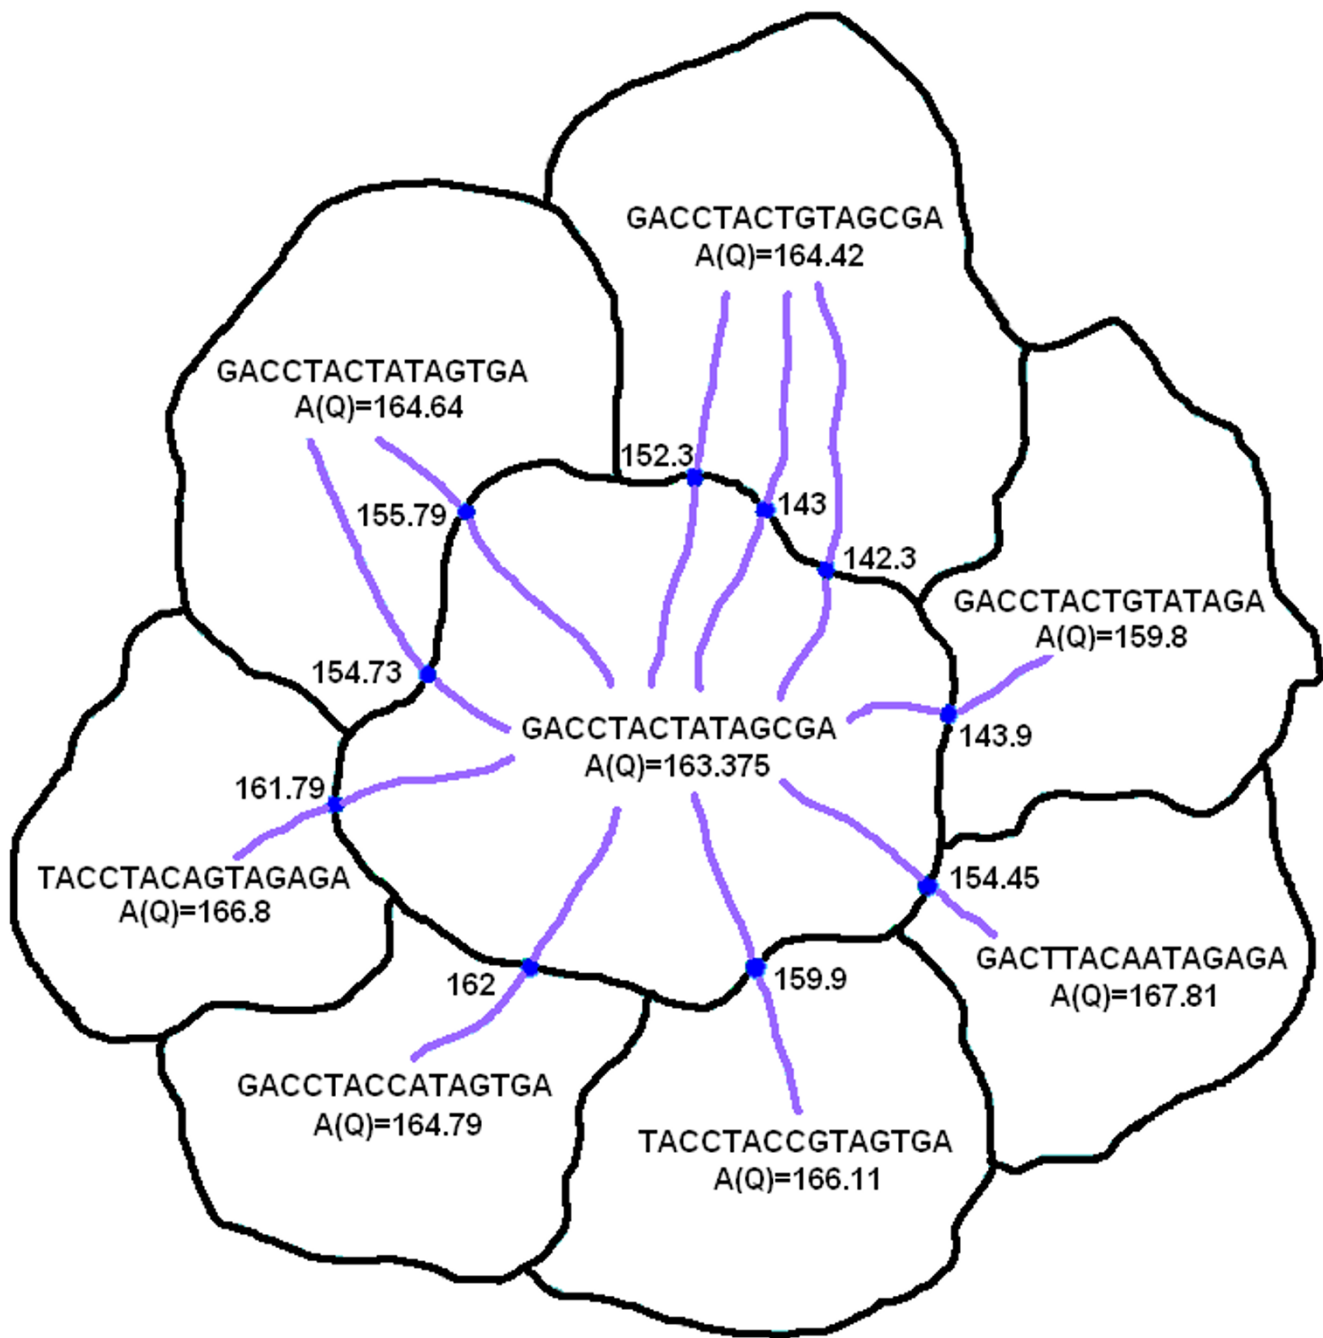 GACCTACTGTAGCGA
A(Q)=164.42
GACCTACTATAGTGA
A(Q)=164.64
152.3
155.79
143
142.3
GACCTACTGTATAGA
A(Q)=159.8
154.73
GACCTACTATAGCGA
A(Q)=163.375
143.9
161.79
TACCTACAGTAGAGA
A(Q)=166.8
154.45
GACTTACAATAGAGA
A(Q)=167.81
162
159.9
GACCTACCATAGTGA
A(Q)=164.79
TACCTACCGTAGTGA
A(Q)=166.11